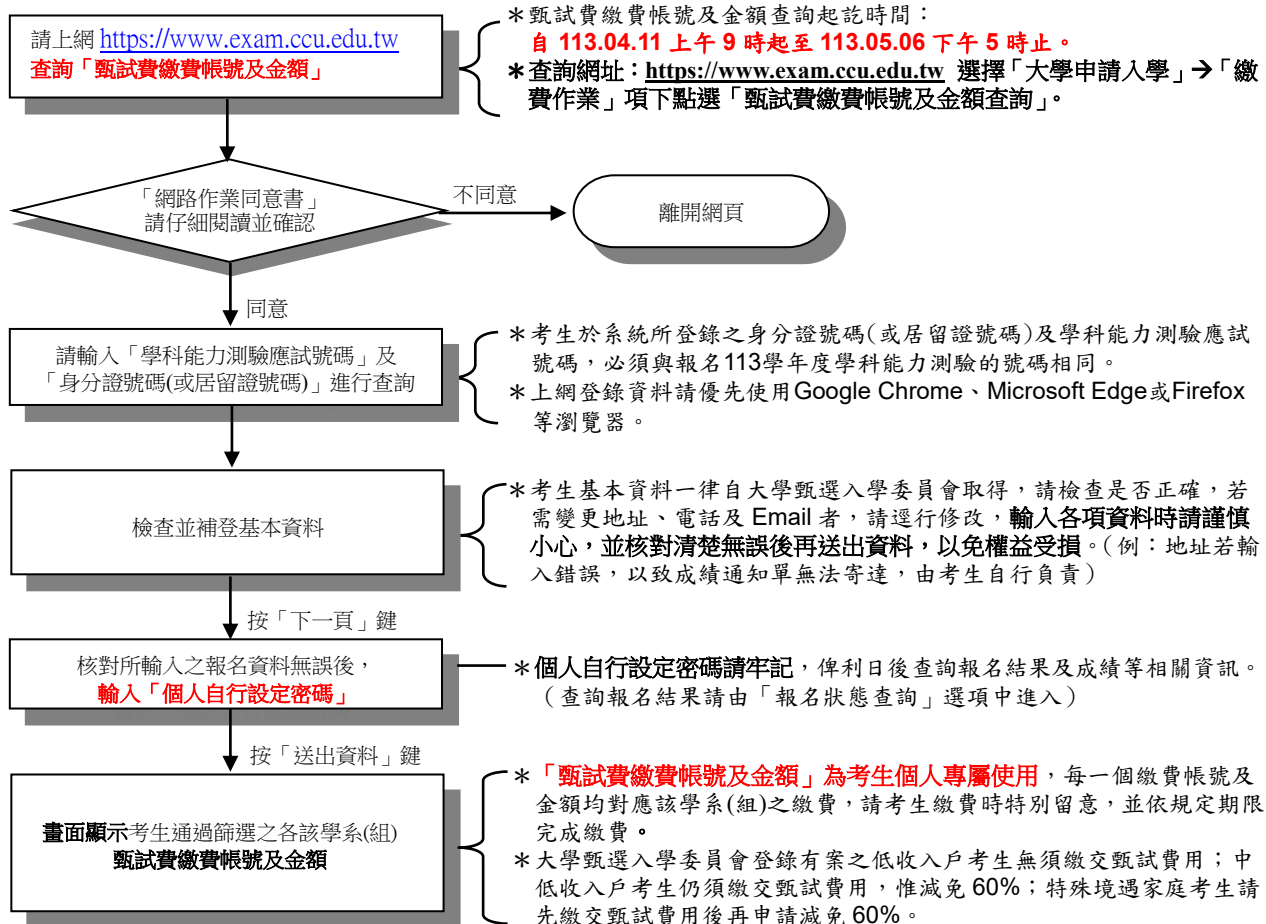 請上網 https://www.exam.ccu.edu.tw
查詢「甄試費繳費帳號及金額」
＊甄試費繳費帳號及金額查詢起訖時間：
自 113.04.11 上午 9 時起至 113.05.06 下午 5 時止。
＊查詢網址：https://www.exam.ccu.edu.tw 選擇「大學申請入學」→「繳
費作業」項下點選「甄試費繳費帳號及金額查詢」。
「網路作業同意書」
請仔細閱讀並確認
不同意
離開網頁
同意
請輸入「學科能力測驗應試號碼」及
「身分證號碼(或居留證號碼)」進行查詢
＊考生於系統所登錄之身分證號碼(或居留證號碼)及學科能力測驗應試
號碼，必須與報名113學年度學科能力測驗的號碼相同。
＊上網登錄資料請優先使用Google Chrome、Microsoft Edge或Firefox
等瀏覽器。
檢查並補登基本資料
＊考生基本資料一律自大學甄選入學委員會取得，請檢查是否正確，若
需變更地址、電話及 Email 者，請逕行修改，輸入各項資料時請謹慎
小心，並核對清楚無誤後再送出資料，以免權益受損。（例：地址若輸
入錯誤，以致成績通知單無法寄達，由考生自行負責）
按「下一頁」鍵
核對所輸入之報名資料無誤後，
輸入「個人自行設定密碼」
＊個人自行設定密碼請牢記，俾利日後查詢報名結果及成績等相關資訊。
（查詢報名結果請由「報名狀態查詢」選項中進入）
按「送出資料」鍵
畫面顯示考生通過篩選之各該學系(組)
甄試費繳費帳號及金額
＊「甄試費繳費帳號及金額」為考生個人專屬使用，每一個繳費帳號及
金額均對應該學系(組)之繳費，請考生繳費時特別留意，並依規定期限
完成繳費。
＊大學甄選入學委員會登錄有案之低收入戶考生無須繳交甄試費用；中
低收入戶考生仍須繳交甄試費用，惟減免 60%；特殊境遇家庭考生請
先繳交甄試費用後再申請減免 60%。